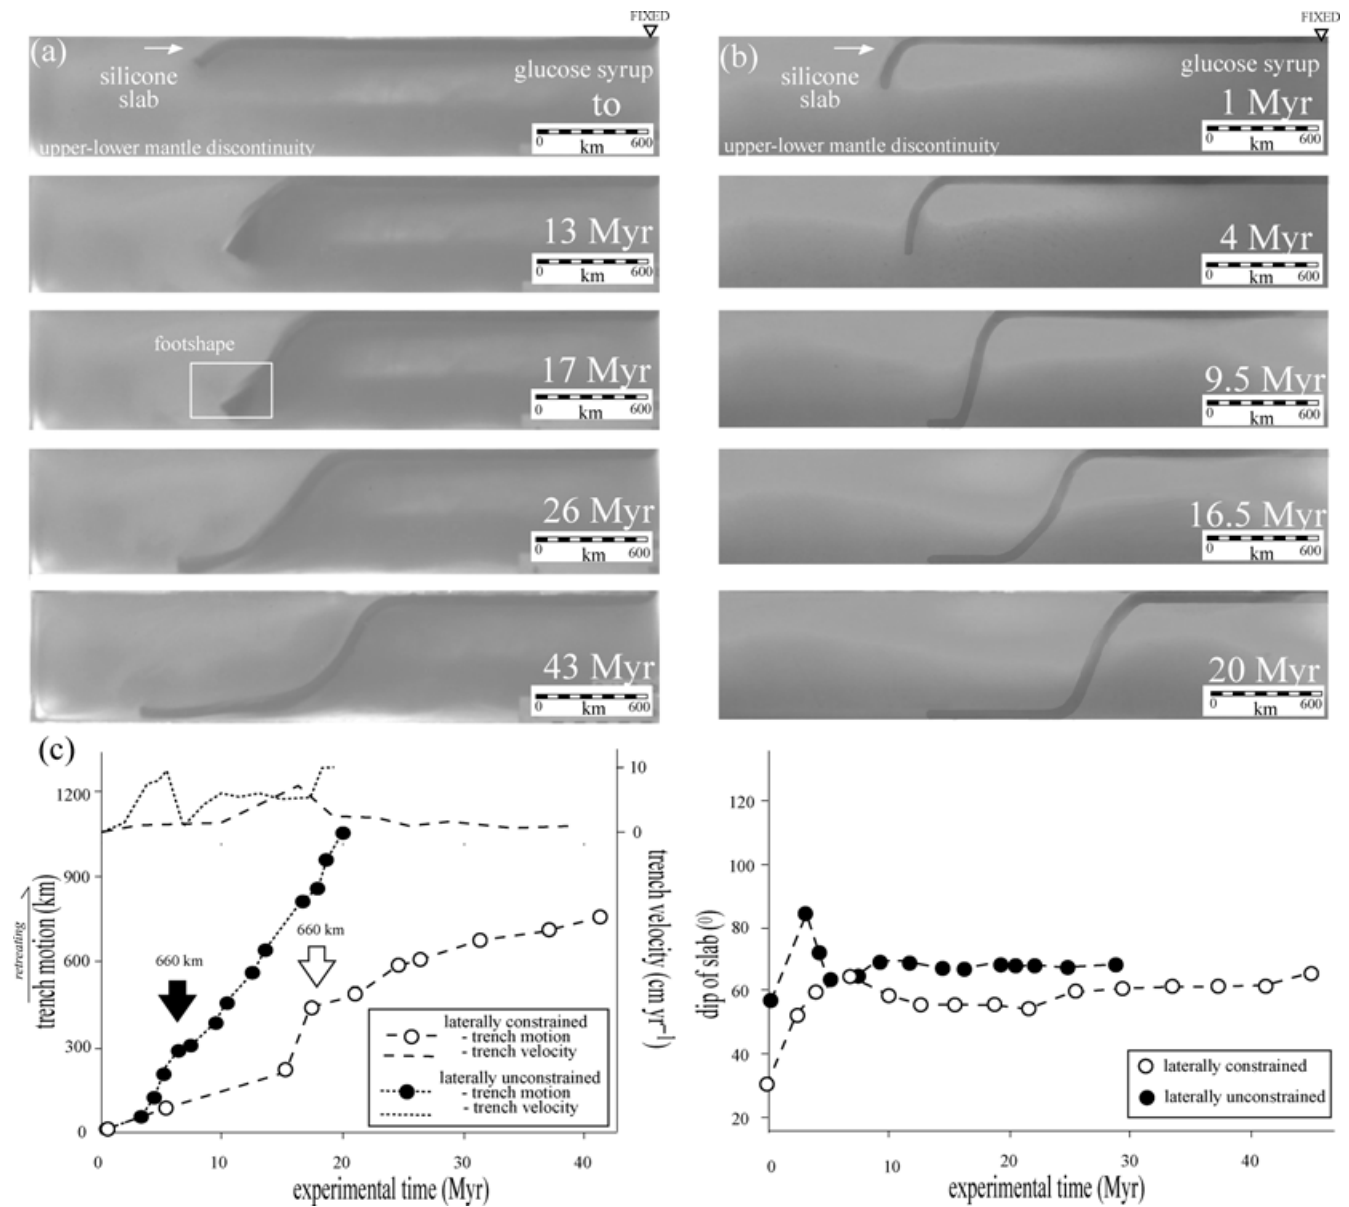 FIXED
(a)
silicone
slab
glucose syrup
to
upper-lower mantle discontinuity
0 600
km
13 Myr
0 600
km
footshape
17 Myr
0 600
km
26 Myr
0 600
km
43 Myr
0 600
km
FIXED
(b)
silicone
slab
glucose syrup
1 Myr
upper-lower mantle discontinuity
0 600
km
4 Myr
0 600
km
9.5 Myr
0 600
km
16.5 Myr
0 600
km
20 Myr
0 600
km
(c)
1200
900
600
300
0
retreating
trench motion (km)
10
0
trench velocity (cm yr⁻¹)
660 km
660 km
laterally constrained
- trench motion
- trench velocity
laterally unconstrained
- trench motion
- trench velocity
0 10 20 30 40
experimental time (Myr)
120
100
80
60
40
20
dip of slab (⁰)
laterally constrained
laterally unconstrained
0 10 20 30 40
experimental time (Myr)